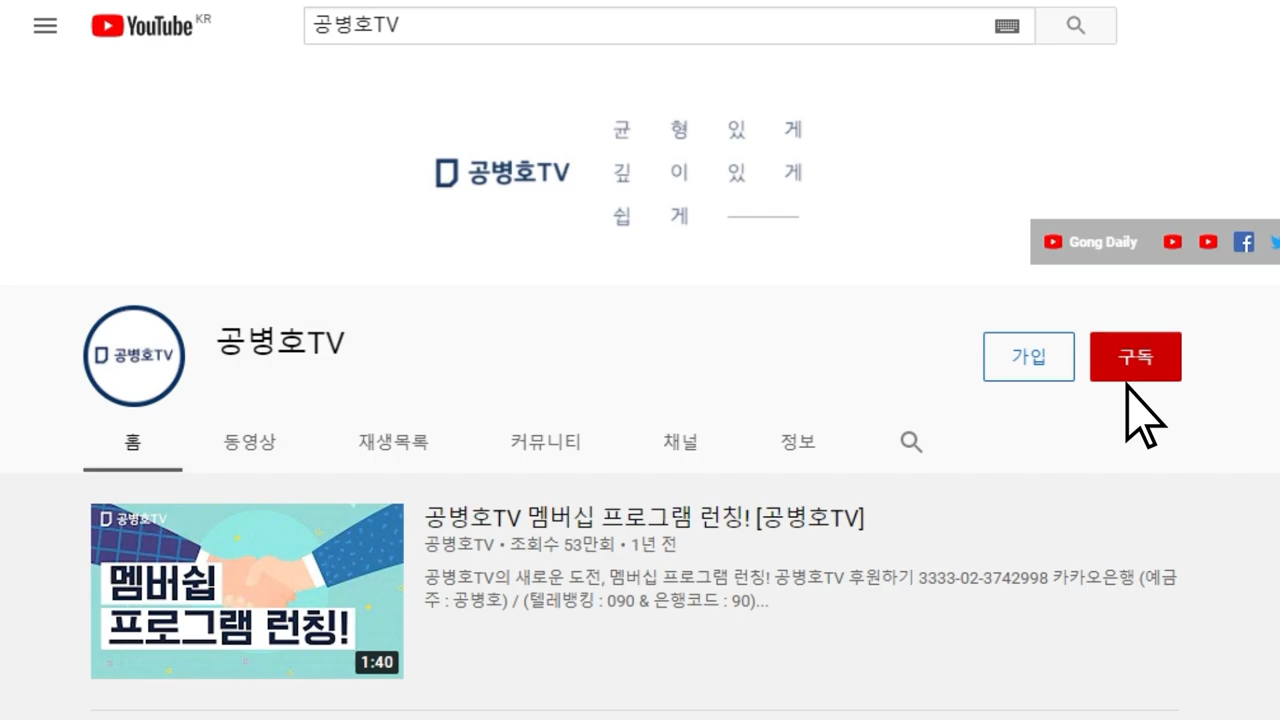 YouTube KR
공병호TV
균 형 있 게
공병호TV
깊 이 있 게
쉽 게
Gong Daily
공병호TV
공병호TV
가입
구독
홈
동영상
재생목록
커뮤니티
채널
정보
공병호TV
멤버쉽
프로그램 런칭!
1:40
공병호TV 멤버십 프로그램 런칭! [공병호TV]
공병호TV • 조회수 53만회 • 1년 전
공병호TV의 새로운 도전, 멤버십 프로그램 런칭! 공병호TV 후원하기 3333-02-3742998 카카오은행 (예금
주 : 공병호) / (텔레뱅킹 : 090 & 은행코드 : 90)...